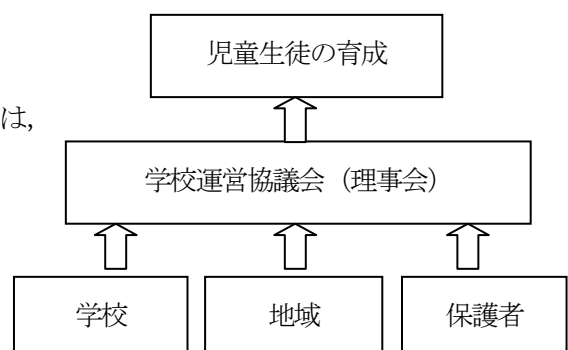 児童生徒の育成
は,
学校運営協議会（理事会）
学校
地域
保護者